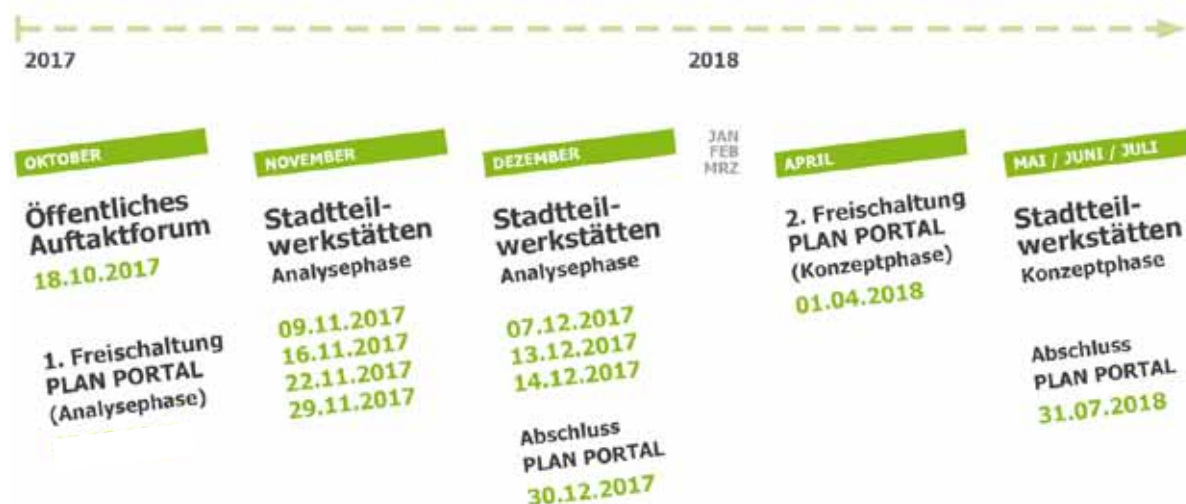 2017
2018
OKTOBER
Öffentliches
Auftaktforum
18.10.2017
1. Freischaltung
PLAN PORTAL
(Analysephase)
NOVEMBER
Stadtteil-
werkstätten
Analysephase
09.11.2017
16.11.2017
22.11.2017
29.11.2017
DEZEMBER
Stadtteil-
werkstätten
Analysephase
07.12.2017
13.12.2017
14.12.2017
Abschluss
PLAN PORTAL
30.12.2017
JAN
FEB
MRZ
APRIL
2. Freischaltung
PLAN PORTAL
(Konzeptphase)
01.04.2018
MAI / JUNI / JULI
Stadtteil-
werkstätten
Konzeptphase
Abschluss
PLAN PORTAL
31.07.2018